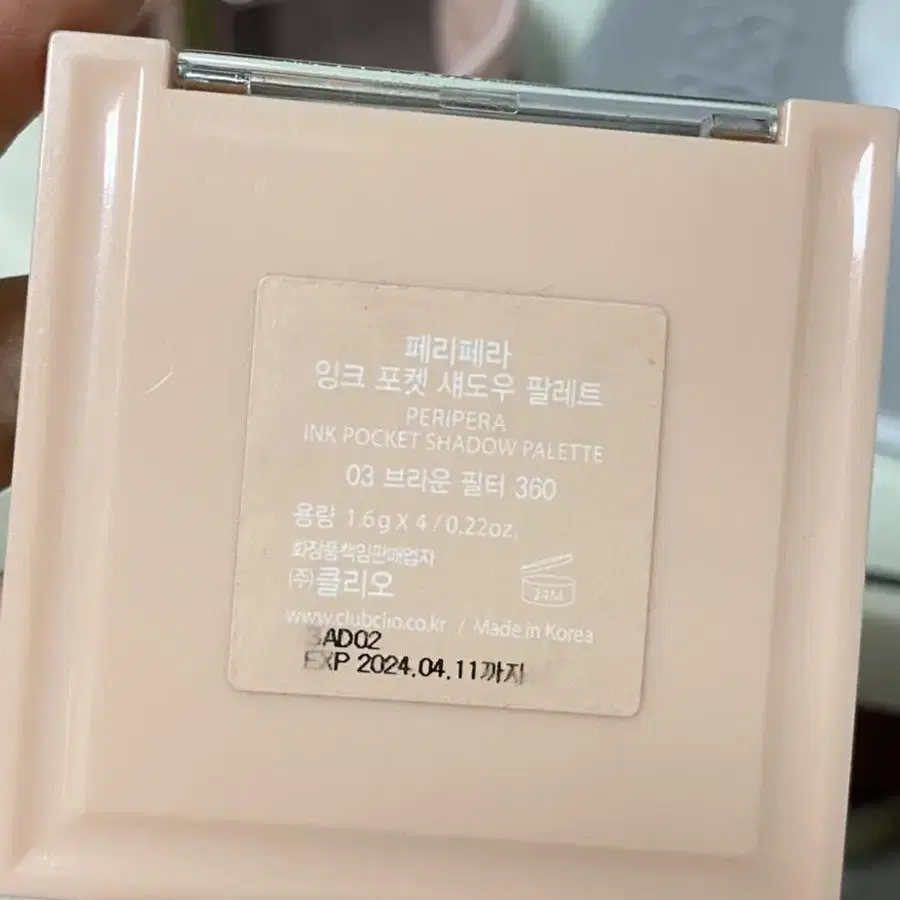 페리페라
잉크 포켓 섀도우 팔레트
PERIPERA
INK POCKET SHADOW PALETTE
03 브라운 필터 360
용량 1.6g X 4 / 0.22oz.
화장품책임판매업자
㈜클리오
24M
www.clubclio.co.kr / Made in Korea
3AD02
EXP 2024.04.11까지